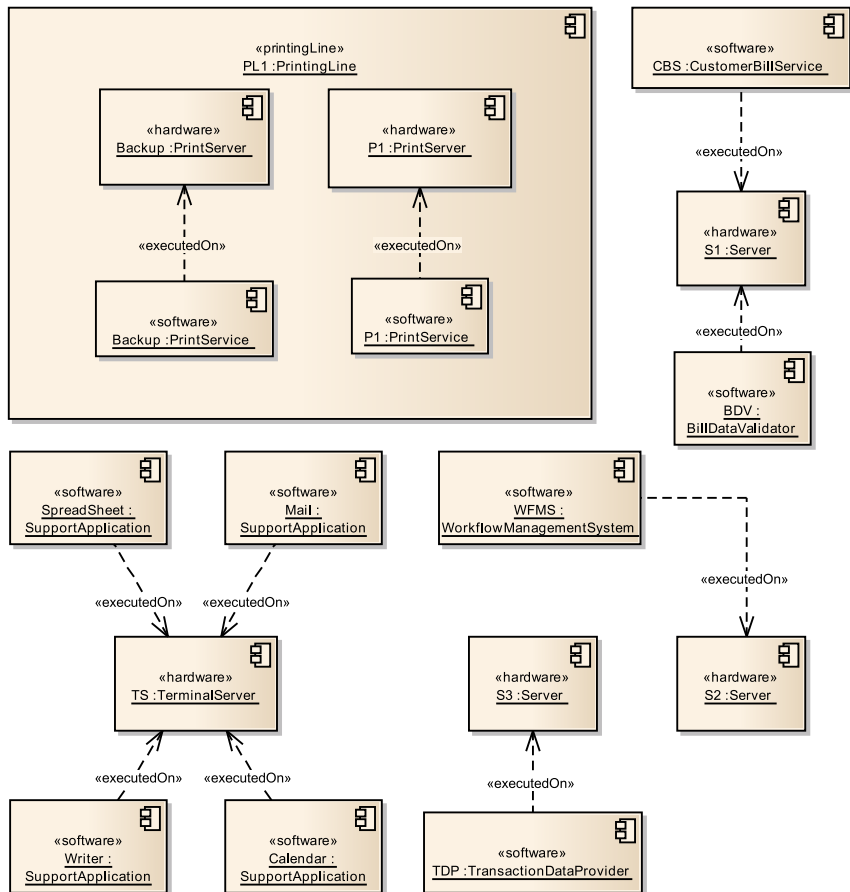 «printingLine»
PL1 :PrintingLine
«hardware»
Backup :PrintServer
«hardware»
P1 :PrintServer
«executedOn»
«executedOn»
«software»
Backup :PrintService
«software»
P1 :PrintService
«software»
CBS :CustomerBillService
«executedOn»
«hardware»
S1 :Server
«executedOn»
«software»
BDV :
BillDataValidator
«software»
SpreadSheet :
SupportApplication
«software»
Mail :
SupportApplication
«software»
WFMS :
WorkflowManagementSystem
«executedOn»
«executedOn»
«executedOn»
«hardware»
TS :TerminalServer
«hardware»
S3 :Server
«hardware»
S2 :Server
«executedOn»
«executedOn»
«executedOn»
«software»
Writer :
SupportApplication
«software»
Calendar :
SupportApplication
«software»
TDP :TransactionDataProvider